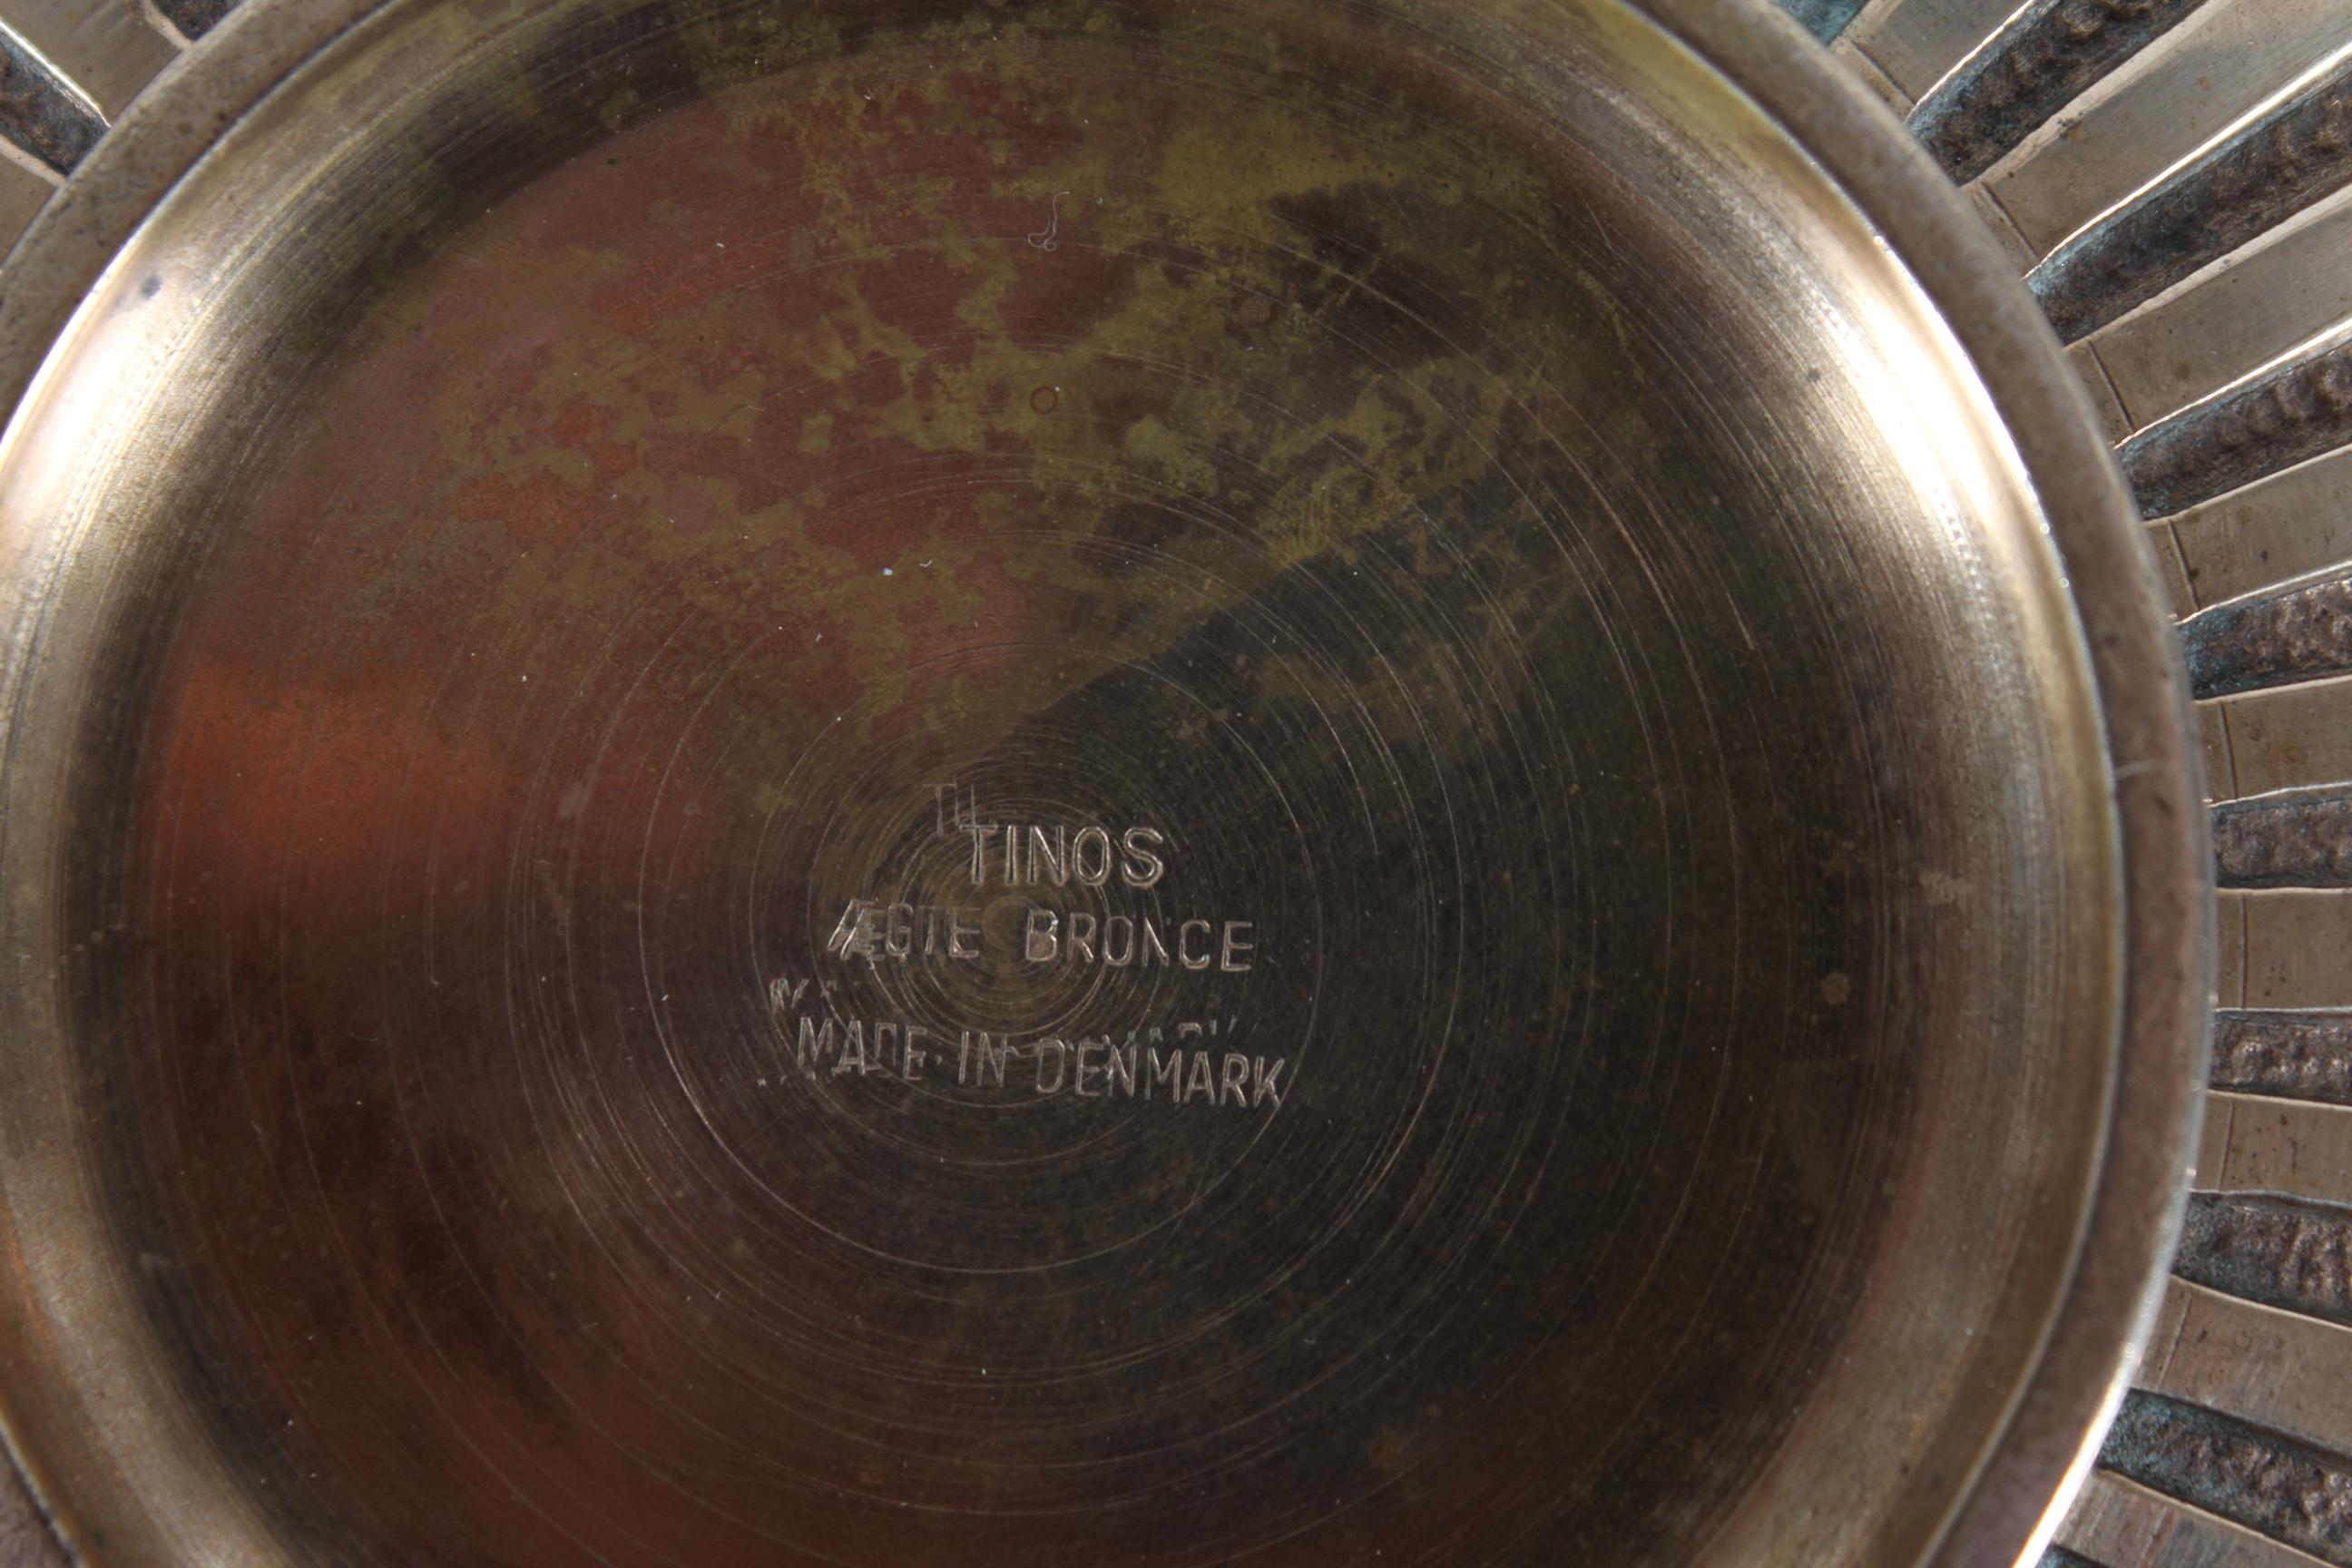 TINOS
ÆGTE BRONCE
MADE IN DENMARK